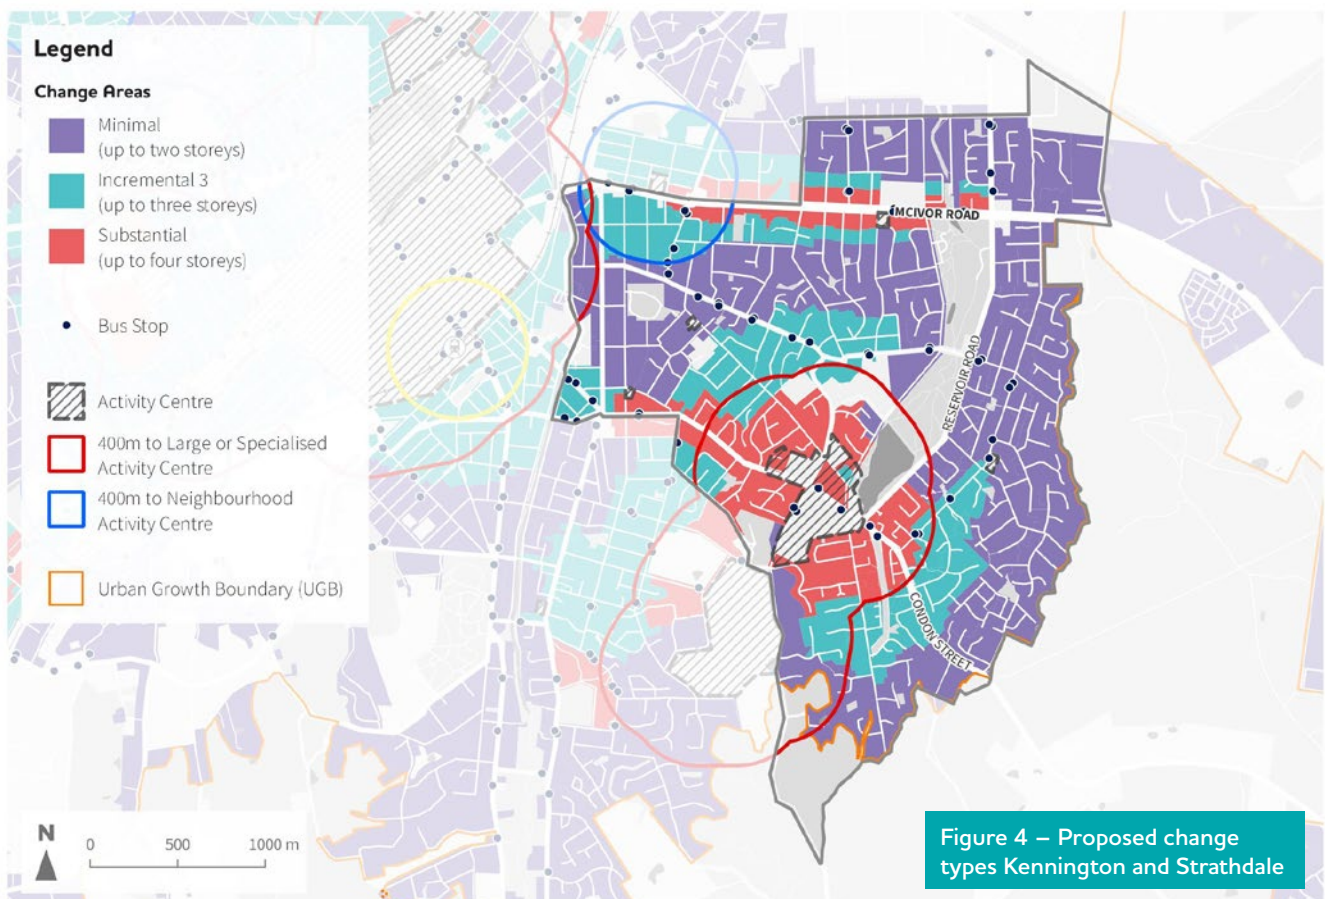 Legend
Change Areas
Minimal
(up to two storeys)
Incremental 3
(up to three storeys)
Substantial
(up to four storeys)
Bus Stop
Activity Centre
400m to Large or Specialised
Activity Centre
400m to Neighbourhood
Activity Centre
Urban Growth Boundary (UGB)
MCIVOR ROAD
RESERVOIR ROAD
CONDON STREET
N
0 500 1000 m
Figure 4 – Proposed change
types Kennington and Strathdale